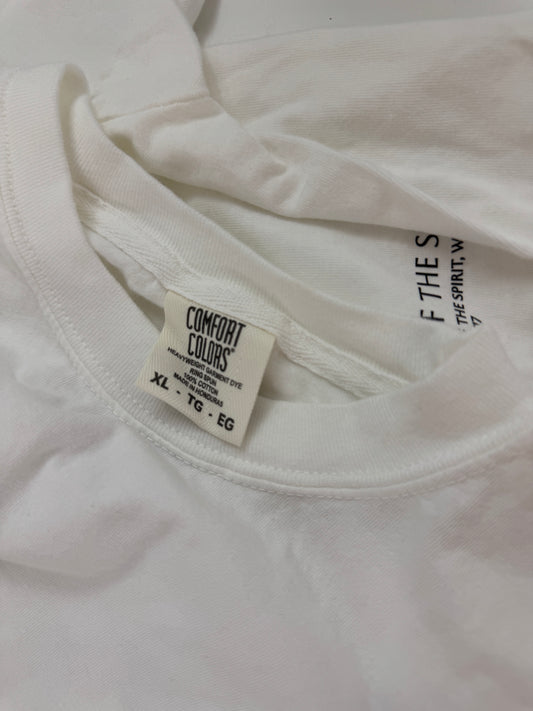 COMFORT
COLORS®
HEAVYWEIGHT GARMENT DYE
RING SPUN
100% COTTON
MADE IN HONDURAS
XL - TG - EG
F THE S
THE SPIRIT, W